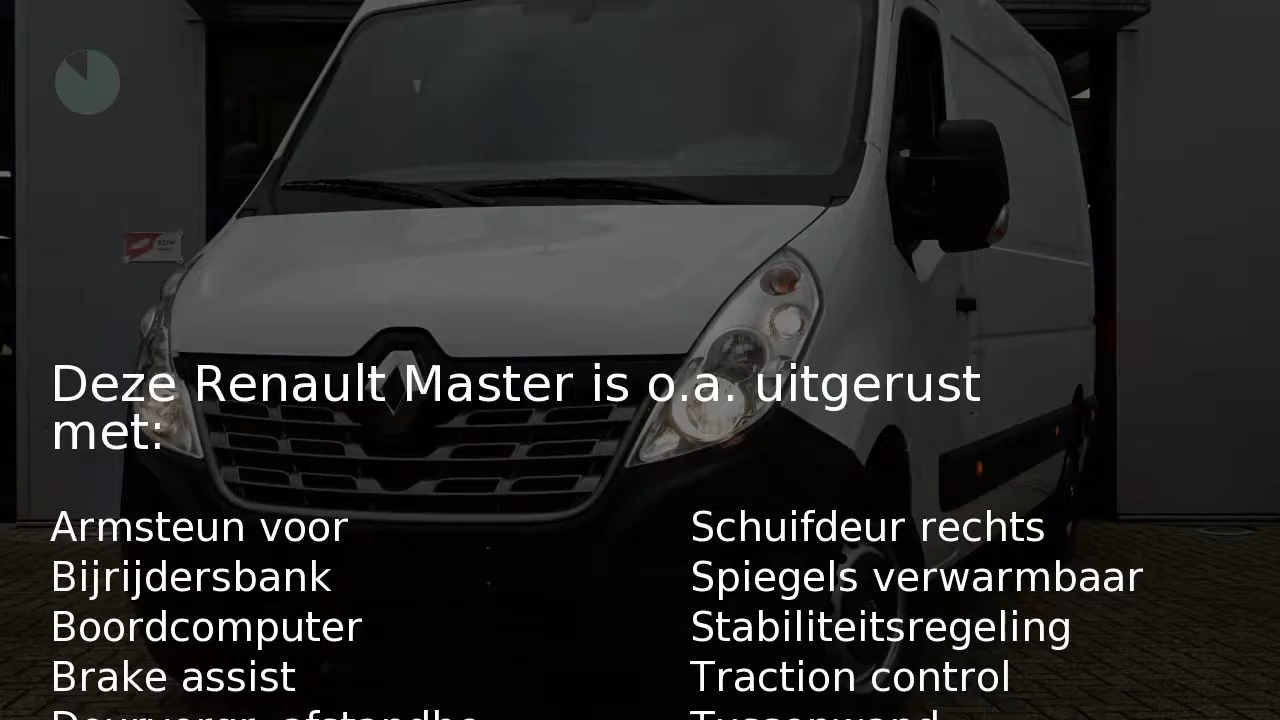 Deze Renault Master is o.a. uitgerust
met:
Armsteun voor
Bijrijdersbank
Boordcomputer
Brake assist
Schuifdeur rechts
Spiegels verwarmbaar
Stabiliteitsregeling
Traction control
Tussenwand